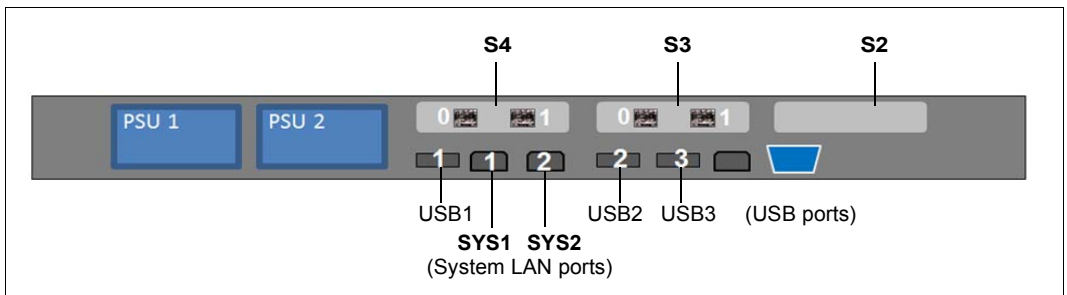 S4 S3 S2
PSU 1 PSU 2 0 1 0 1
1 1 2 2 3
USB1 USB2 USB3 (USB ports)
SYS1 SYS2
(System LAN ports)